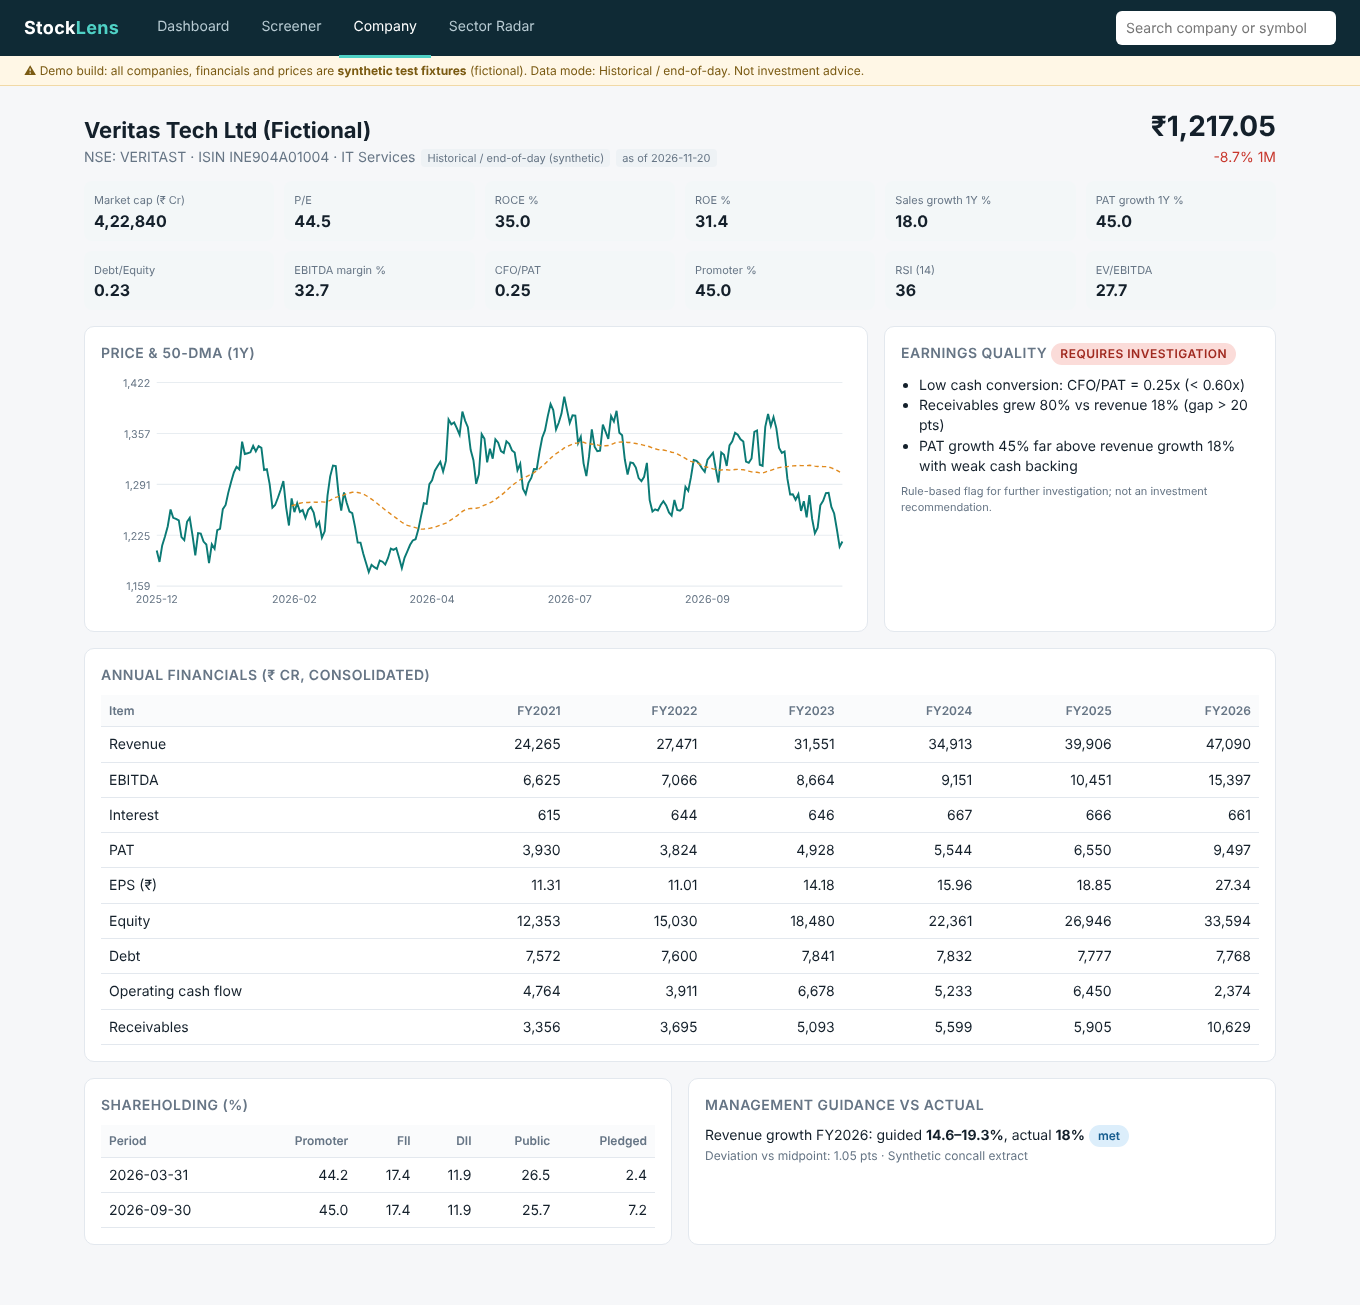 StockLens Dashboard Screener Company Sector Radar Search company or symbol
⚠ Demo build: all companies, financials and prices are synthetic test fixtures (fictional). Data mode: Historical / end-of-day. Not investment advice.
Veritas Tech Ltd (Fictional)
₹1,217.05
NSE: VERITAST · ISIN INE904A01004 · IT Services Historical / end-of-day (synthetic) as of 2026-11-20
-8.7% 1M
Market cap (₹ Cr) P/E ROCE % ROE % Sales growth 1Y % PAT growth 1Y %
4,22,840 44.5 35.0 31.4 18.0 45.0
Debt/Equity EBITDA margin % CFO/PAT Promoter % RSI (14) EV/EBITDA
0.23 32.7 0.25 45.0 36 27.7
PRICE & 50-DMA (1Y)
1,422
1,357
1,291
1,225
1,159
2025-12 2026-02 2026-04 2026-07 2026-09
EARNINGS QUALITY REQUIRES INVESTIGATION
• Low cash conversion: CFO/PAT = 0.25x (< 0.60x)
• Receivables grew 80% vs revenue 18% (gap > 20
pts)
• PAT growth 45% far above revenue growth 18%
with weak cash backing
Rule-based flag for further investigation; not an investment
recommendation.
ANNUAL FINANCIALS (₹ CR, CONSOLIDATED)
Item FY2021 FY2022 FY2023 FY2024 FY2025 FY2026
Revenue 24,265 27,471 31,551 34,913 39,906 47,090
EBITDA 6,625 7,066 8,664 9,151 10,451 15,397
Interest 615 644 646 667 666 661
PAT 3,930 3,824 4,928 5,544 6,550 9,497
EPS (₹) 11.31 11.01 14.18 15.96 18.85 27.34
Equity 12,353 15,030 18,480 22,361 26,946 33,594
Debt 7,572 7,600 7,841 7,832 7,777 7,768
Operating cash flow 4,764 3,911 6,678 5,233 6,450 2,374
Receivables 3,356 3,695 5,093 5,599 5,905 10,629
SHAREHOLDING (%)
Period Promoter FII DII Public Pledged
2026-03-31 44.2 17.4 11.9 26.5 2.4
2026-09-30 45.0 17.4 11.9 25.7 7.2
MANAGEMENT GUIDANCE VS ACTUAL
Revenue growth FY2026: guided 14.6–19.3%, actual 18% met
Deviation vs midpoint: 1.05 pts · Synthetic concall extract